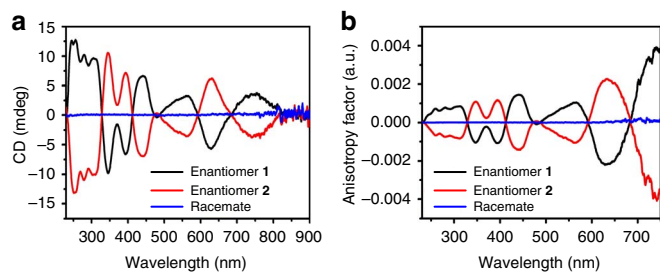 a
CD (mdeg)
15
10
5
0
−5
−10
−15
Enantiomer 1
Enantiomer 2
Racemate
300 400 500 600 700 800 900
Wavelength (nm)
b
Anisotropy factor (a.u.)
0.004
0.002
0.000
−0.002
−0.004
Enantiomer 1
Enantiomer 2
Racemate
300 400 500 600 700
Wavelength (nm)